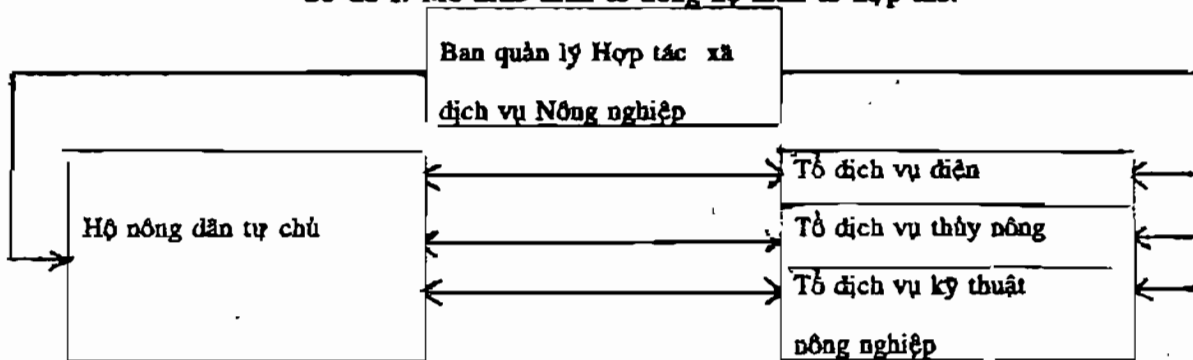 Ban quản lý Hợp tác xã
dịch vụ Nông nghiệp
Hộ nông dân tự chủ
Tổ dịch vụ điện
Tổ dịch vụ thủy nông
Tổ dịch vụ kỹ thuật
nông nghiệp